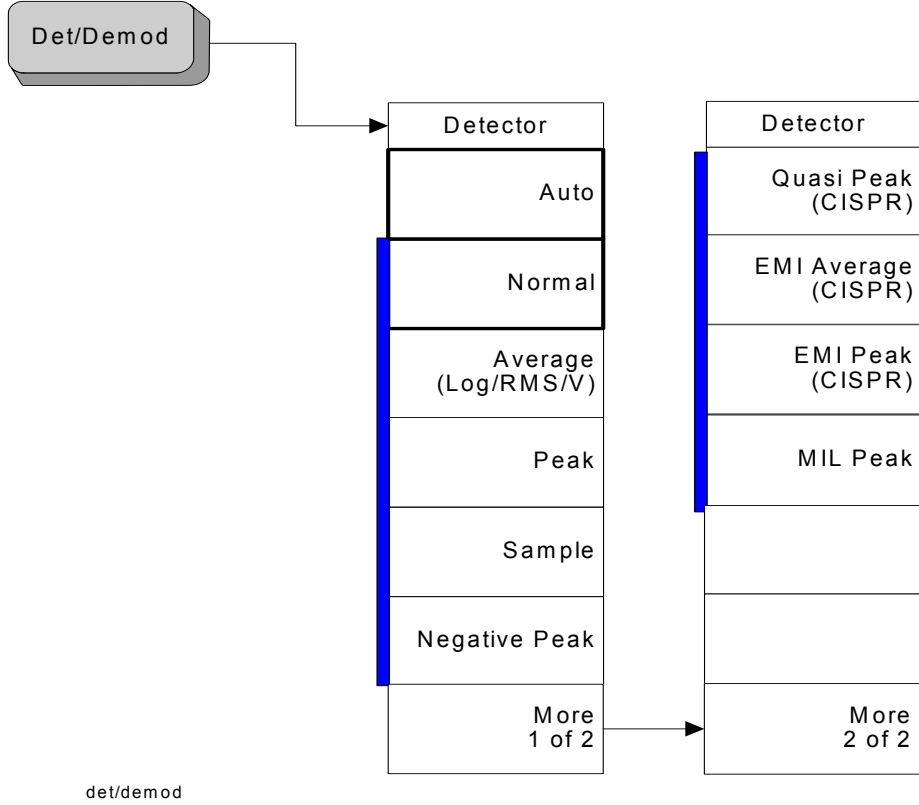 Det/Demod
Detector
Auto
Normal
Average
(Log/RMS/V)
Peak
Sample
Negative Peak
More
1 of 2
Detector
Quasi Peak
(CISPR)
EMI Average
(CISPR)
EMI Peak
(CISPR)
MIL Peak
More
2 of 2
det/demod